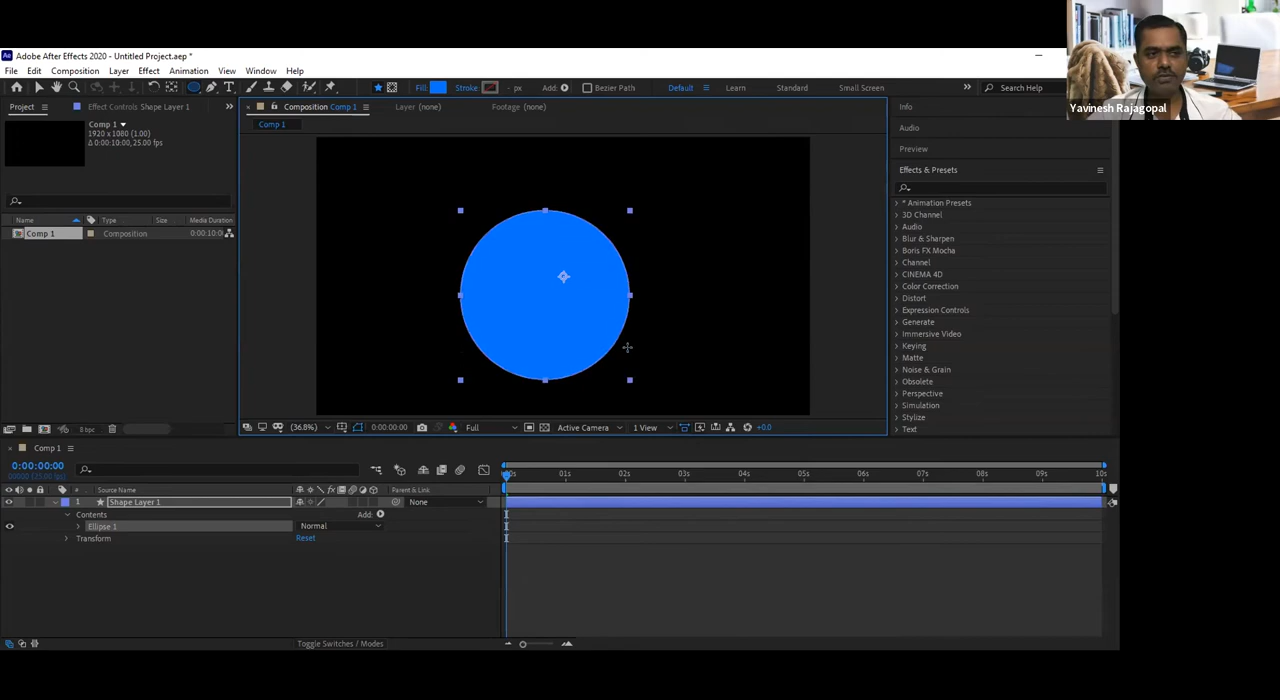 Adobe After Effects 2020 - Untitled Project.aep *
File Edit Composition Layer Effect Animation View Window Help
Fill: Stroke: - px Add: Bezier Path Default Learn Standard Small Screen Search Help
Yavinesh Rajagopal
Project Effect Controls Shape Layer 1
Composition Comp 1 Layer (none) Footage (none)
Comp 1
1920 x 1080 (1.00)
Δ 0:00:10:00, 25.00 fps
Comp 1
Name Type Size Media Duration
Comp 1 Composition 0:00:10:0
8 bpc
(36.8%) 0:00:00:00 Full Active Camera 1 View +0.0
Info
Audio
Preview
Effects & Presets
* Animation Presets
3D Channel
Audio
Blur & Sharpen
Boris FX Mocha
Channel
CINEMA 4D
Color Correction
Distort
Expression Controls
Generate
Immersive Video
Keying
Matte
Noise & Grain
Obsolete
Perspective
Simulation
Stylize
Text
Comp 1
0:00:00:00
00000 (25.00 fps)
# Source Name Parent & Link
1 Shape Layer 1 None
Contents Add:
Ellipse 1 Normal
Transform Reset
01s 02s 03s 04s 05s 06s 07s 08s 09s 10s
Toggle Switches / Modes